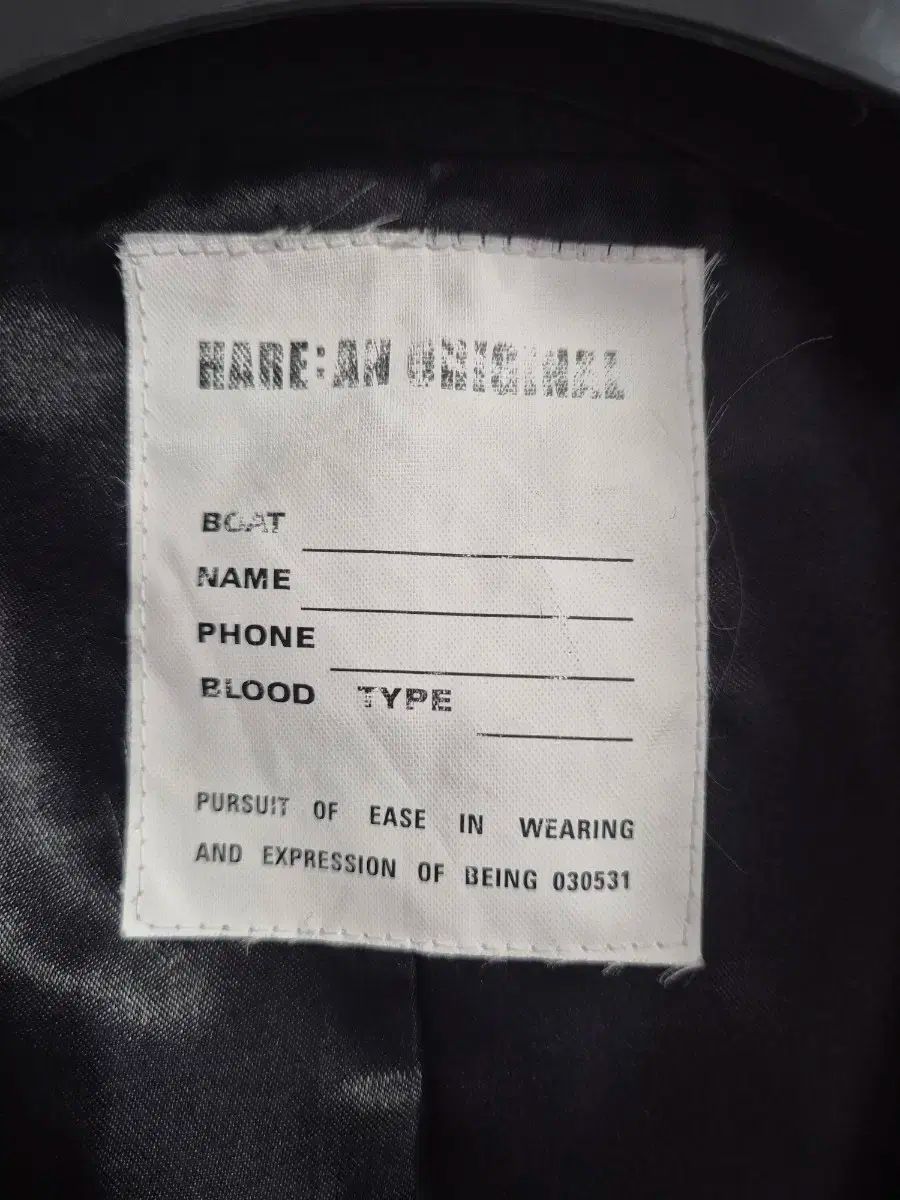 HARE:AN ORIGINAL
BOAT
NAME
PHONE
BLOOD TYPE
PURSUIT OF EASE IN WEARING
AND EXPRESSION OF BEING 030531